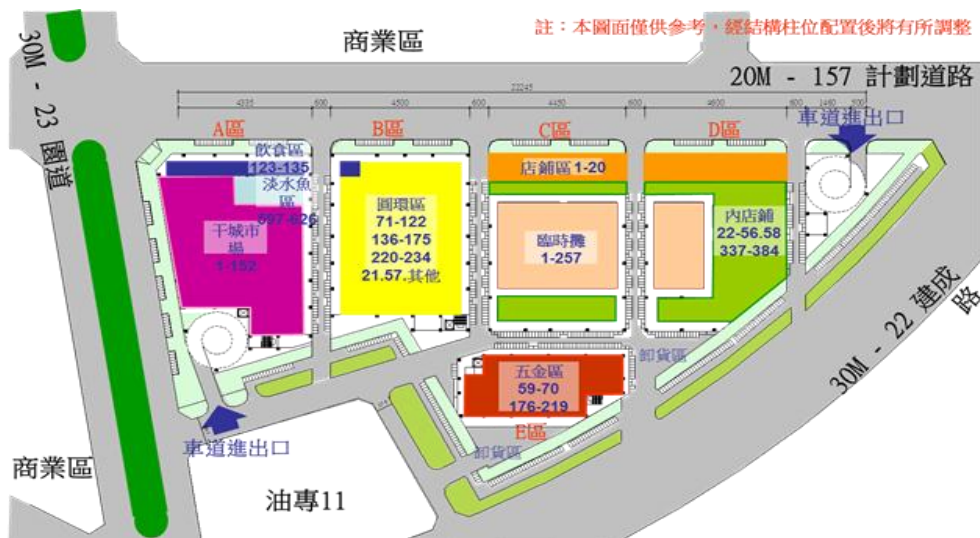 註：本圖面僅供參考，經結構柱位配置後將有所調整
商業區
30M - 23 園道
20M - 157 計劃道路
22245
600
4500
600
4450
600
4800
A區
B區
C區
D區
車道進出口
飲食區
123-135
淡水魚
區
597-626
干城市
場
1-152
圓環區
71-122
136-175
220-234
21.57.其他
店鋪區1-20
臨時攤
1-257
內店鋪
22-56.58
337-384
30M - 22 建成路
卸貨區
五金區
59-70
176-219
E區
卸貨區
車道進出口
商業區
油專11